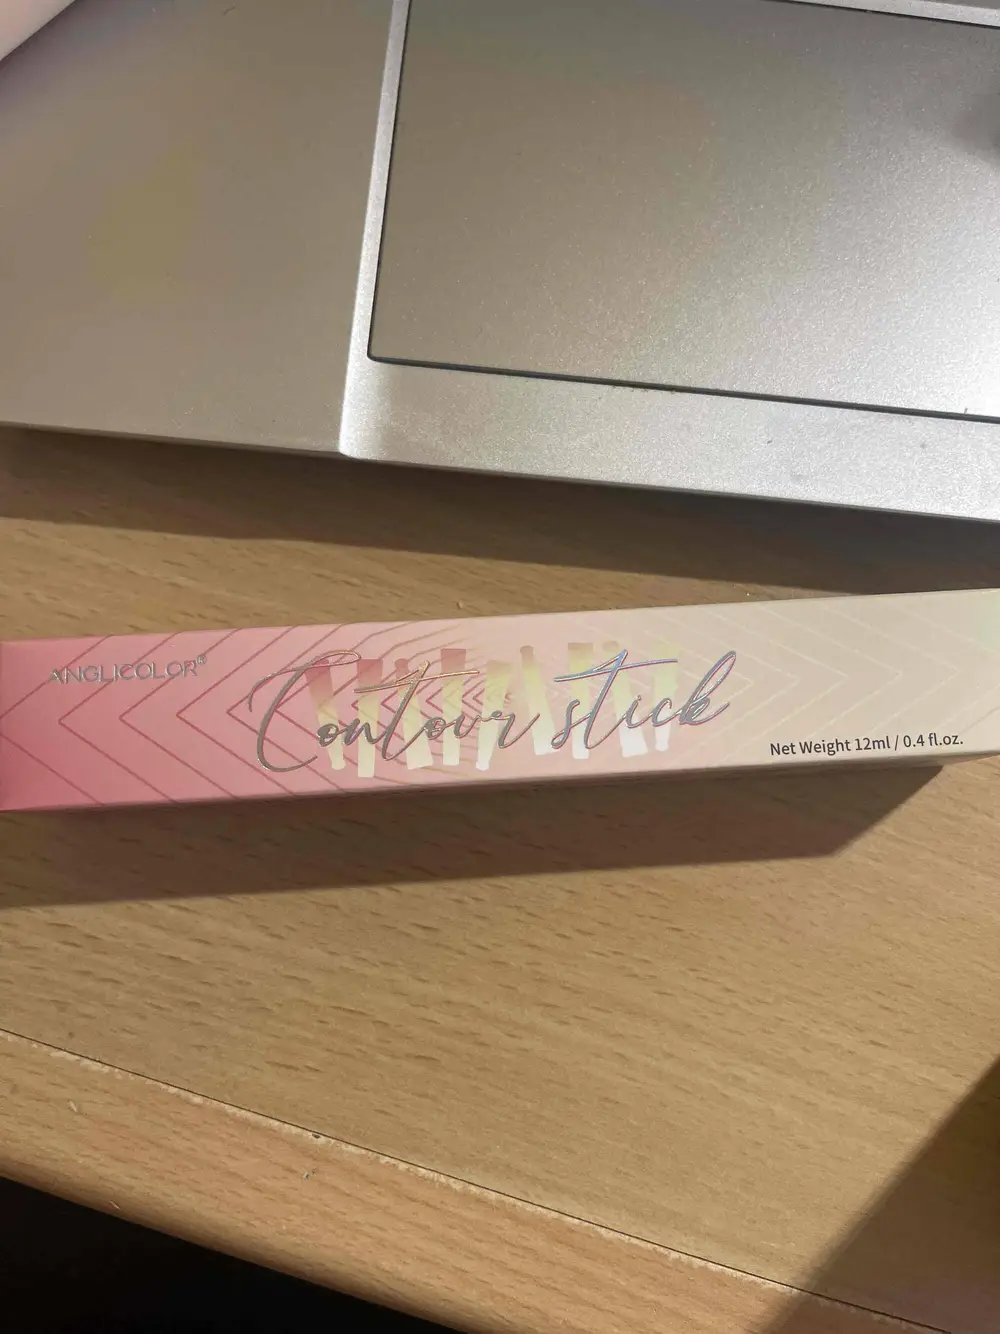 ANGLICOLOR®
Contour stick
Net Weight 12ml / 0.4 fl.oz.